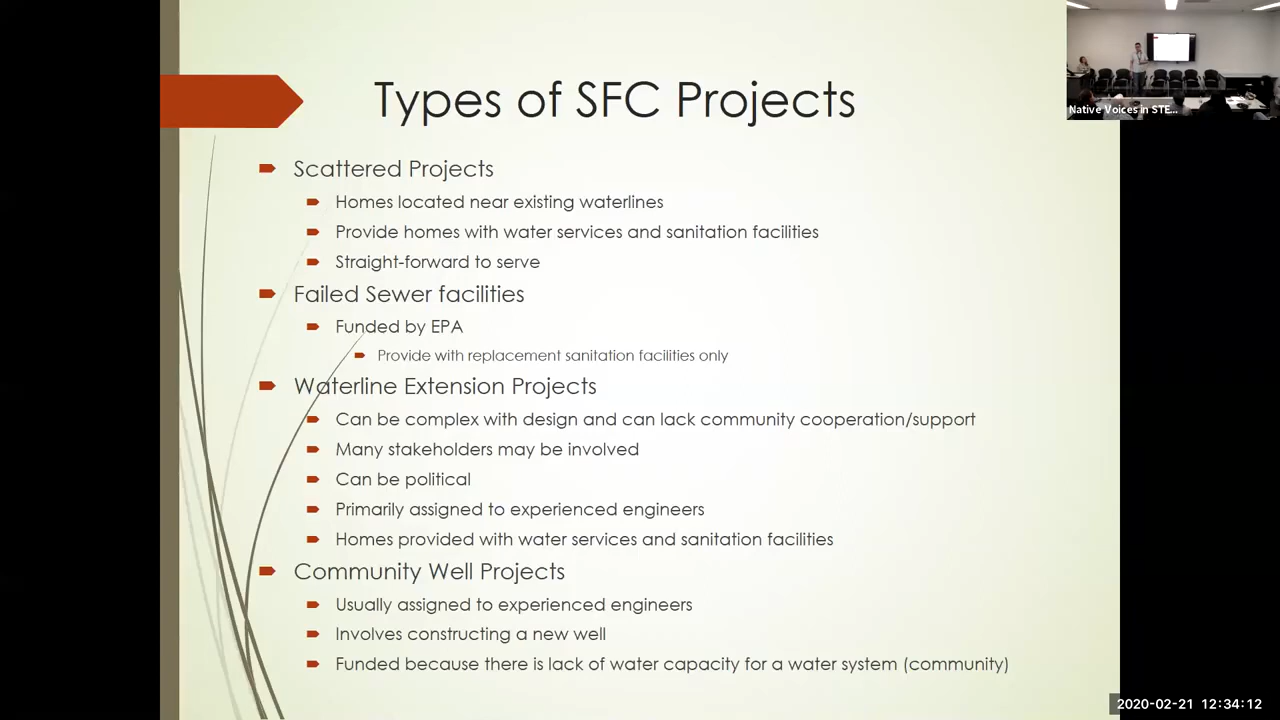 Types of SFC Projects
Native Voices in STE...
Scattered Projects
Homes located near existing waterlines
Provide homes with water services and sanitation facilities
Straight-forward to serve
Failed Sewer facilities
Funded by EPA
Provide with replacement sanitation facilities only
Waterline Extension Projects
Can be complex with design and can lack community cooperation/support
Many stakeholders may be involved
Can be political
Primarily assigned to experienced engineers
Homes provided with water services and sanitation facilities
Community Well Projects
Usually assigned to experienced engineers
Involves constructing a new well
Funded because there is lack of water capacity for a water system (community)
2020-02-21 12:34:12